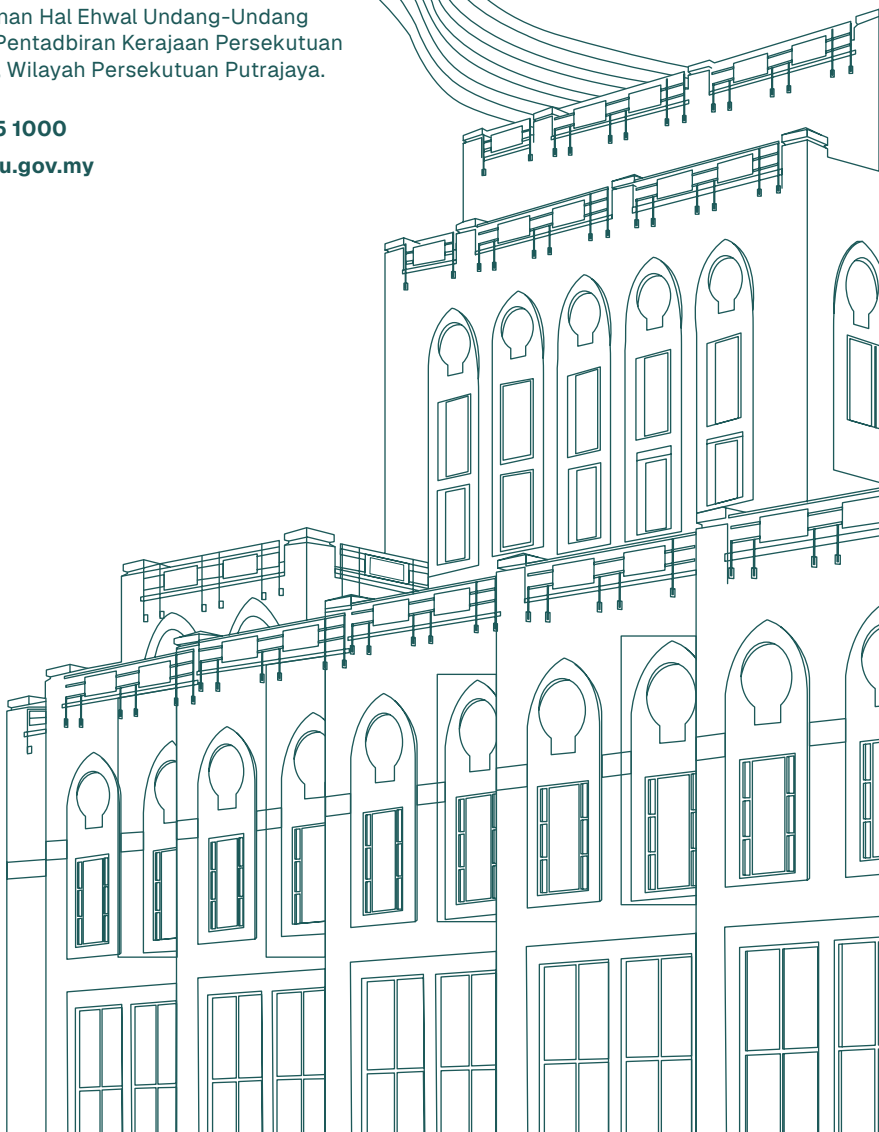 nan Hal Ehwal Undang-Undang
Pentadbiran Kerajaan Persekutuan
Wilayah Persekutuan Putrajaya.
5 1000
u.gov.my